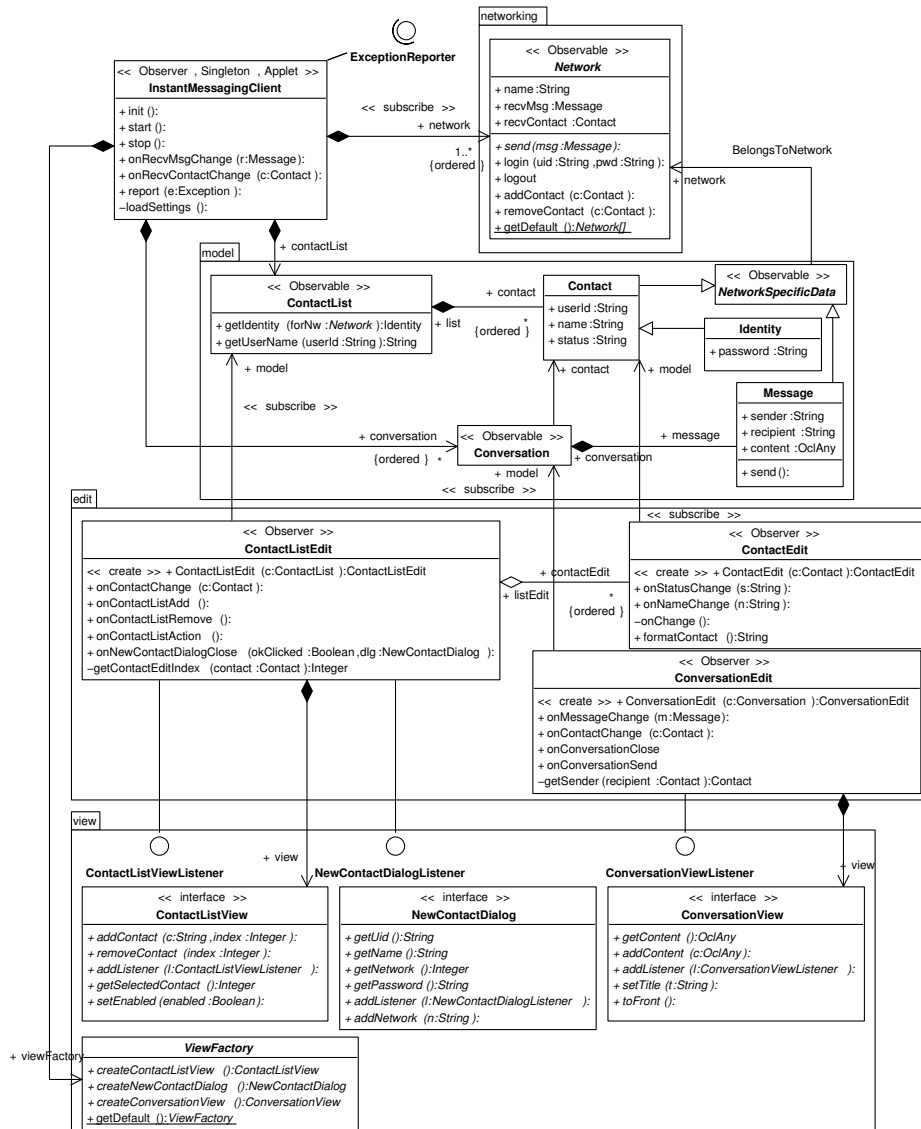 networking
<< Observable >>
Network
+ name :String
+ recvMsg :Message
+ recvContact :Contact
+ send (msg :Message):
+ login (uid :String ,pwd :String ):
+ logout
+ addContact (c:Contact ):
+ removeContact (c:Contact ):
+ getDefault ():Network[]
ExceptionReporter
<< Observer , Singleton , Applet >>
InstantMessagingClient
+ init ():
+ start ():
+ stop ():
+ onRecvMsgChange (r:Message):
+ onRecvContactChange (c:Contact ):
+ report (e:Exception ):
−loadSettings ():
<< subscribe >>
+ network
1..*
{ordered }
BelongsToNetwork
+ network
+ contactList
model
<< Observable >>
ContactList
+ getIdentity (forNw :Network ):Identity
+ getUserName (userId :String ):String
+ contact
+ list
*
{ordered }
Contact
+ userId :String
+ name :String
+ status :String
<< Observable >>
NetworkSpecificData
Identity
+ password :String
+ model
+ contact
+ model
Message
+ sender :String
+ recipient :String
+ content :OclAny
+ send ():
<< subscribe >>
+ conversation
{ordered } *
<< Observable >>
Conversation
+ message
+ conversation
+ model
<< subscribe >>
edit
<< subscribe >>
<< Observer >>
ContactListEdit
<< create >> + ContactListEdit (c:ContactList ):ContactListEdit
+ onContactChange (c:Contact ):
+ onContactListAdd ():
+ onContactListRemove ():
+ onContactListAction ():
+ onNewContactDialogClose (okClicked :Boolean ,dlg :NewContactDialog ):
−getContactEditIndex (contact :Contact ):Integer
+ contactEdit
+ listEdit
*
{ordered }
<< Observer >>
ContactEdit
<< create >> + ContactEdit (c:Contact ):ContactEdit
+ onStatusChange (s:String ):
+ onNameChange (n:String ):
−onChange ():
+ formatContact ():String
<< Observer >>
ConversationEdit
<< create >> + ConversationEdit (c:Conversation ):ConversationEdit
+ onMessageChange (m:Message):
+ onContactChange (c:Contact ):
+ onConversationClose
+ onConversationSend
−getSender (recipient :Contact ):Contact
view
ContactListViewListener
+ view
NewContactDialogListener
ConversationViewListener
+ view
<< interface >>
ContactListView
+ addContact (c:String ,index :Integer ):
+ removeContact (index :Integer ):
+ addListener (l:ContactListViewListener ):
+ getSelectedContact ():Integer
+ setEnabled (enabled :Boolean ):
<< interface >>
NewContactDialog
+ getUid ():String
+ getName ():String
+ getNetwork ():Integer
+ getPassword ():String
+ addListener (l:NewContactDialogListener ):
+ addNetwork (n:String ):
<< interface >>
ConversationView
+ getContent ():OclAny
+ addContent (c:OclAny ):
+ addListener (l:ConversationViewListener ):
+ setTitle (t:String ):
+ toFront ():
+ viewFactory
ViewFactory
+ createContactListView ():ContactListView
+ createNewContactDialog ():NewContactDialog
+ createConversationView ():ConversationView
+ getDefault ():ViewFactory